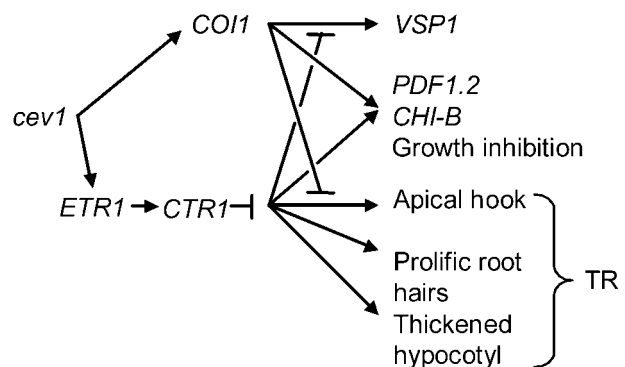 COI1
VSP1
cev1
PDF1.2
CHI-B
Growth inhibition
ETR1
CTR1
Apical hook
Prolific root
hairs
Thickened
hypocotyl
TR